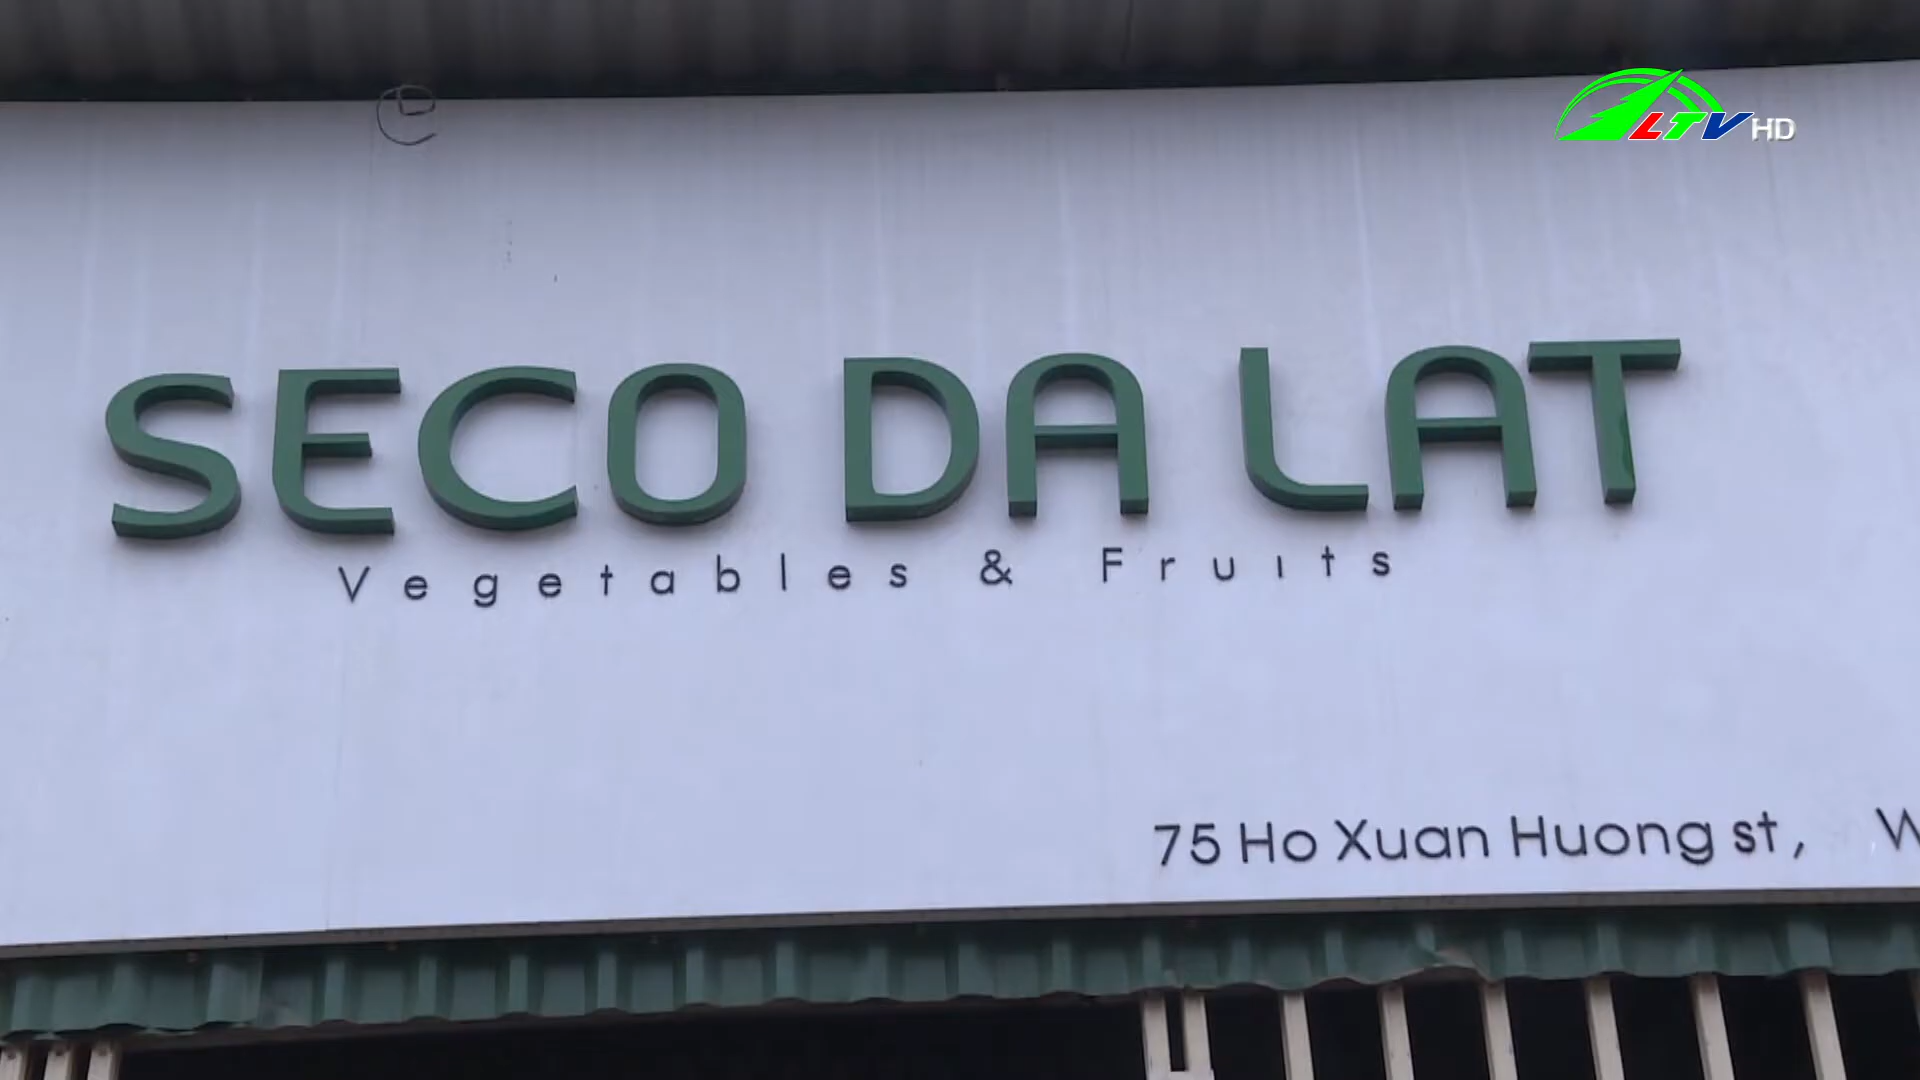 LTV HD
SECO DA LAT
Vegetables & Fruits
75 Ho Xuan Huong st,